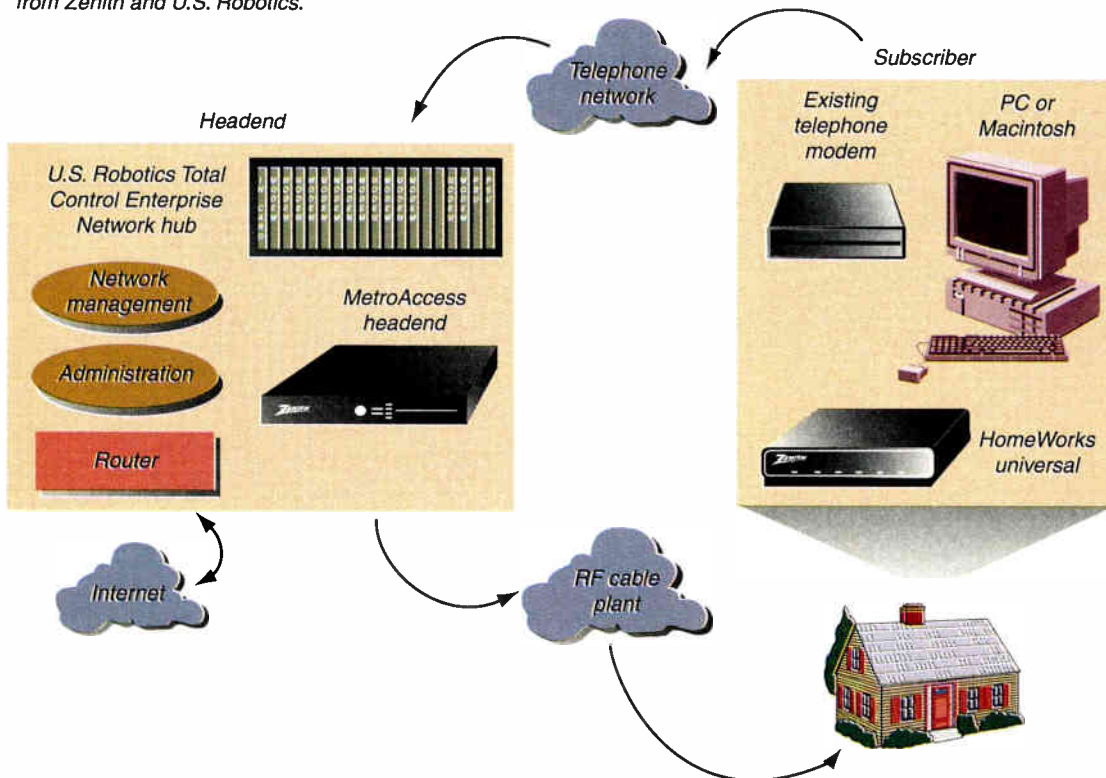 from Zenith and U.S. Robotics.
Telephone
network
Subscriber
Headend
Existing
telephone
modem
PC or
Macintosh
U.S. Robotics Total
Control Enterprise
Network hub
Network
management
MetroAccess
headend
Administration
ZENITH
Router
ZENITH
HomeWorks
universal
Internet
RF cable
plant